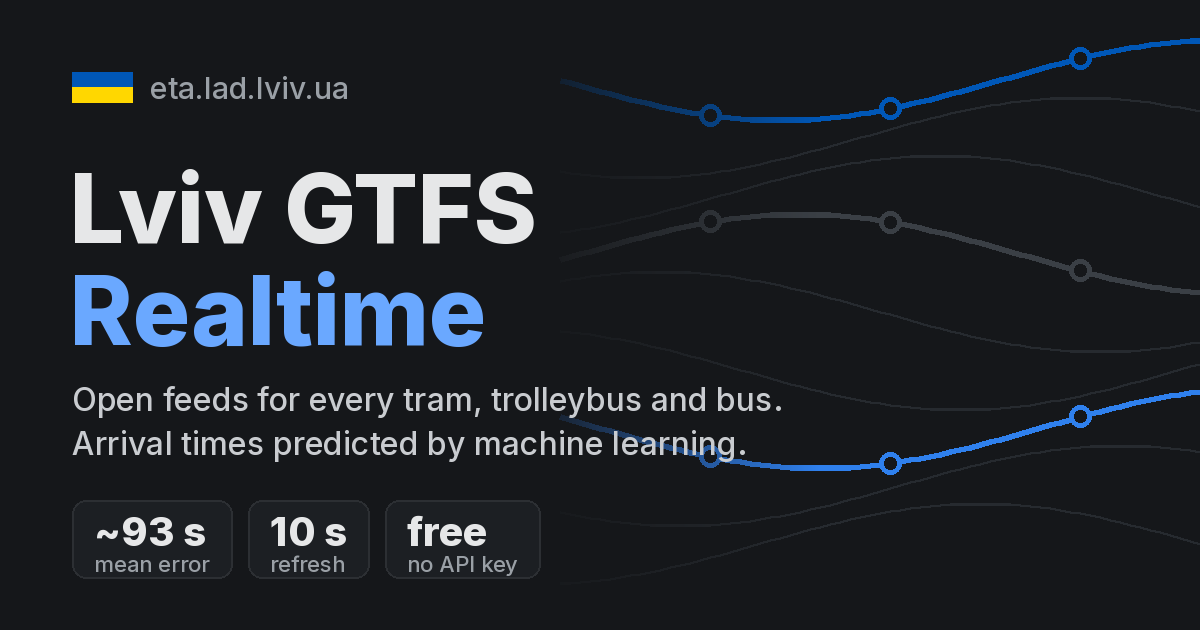 eta.lad.lviv.ua
Lviv GTFS
Realtime
Open feeds for every tram, trolleybus and bus.
Arrival times predicted by machine learning.
~93 s
mean error
10 s
refresh
free
no API key